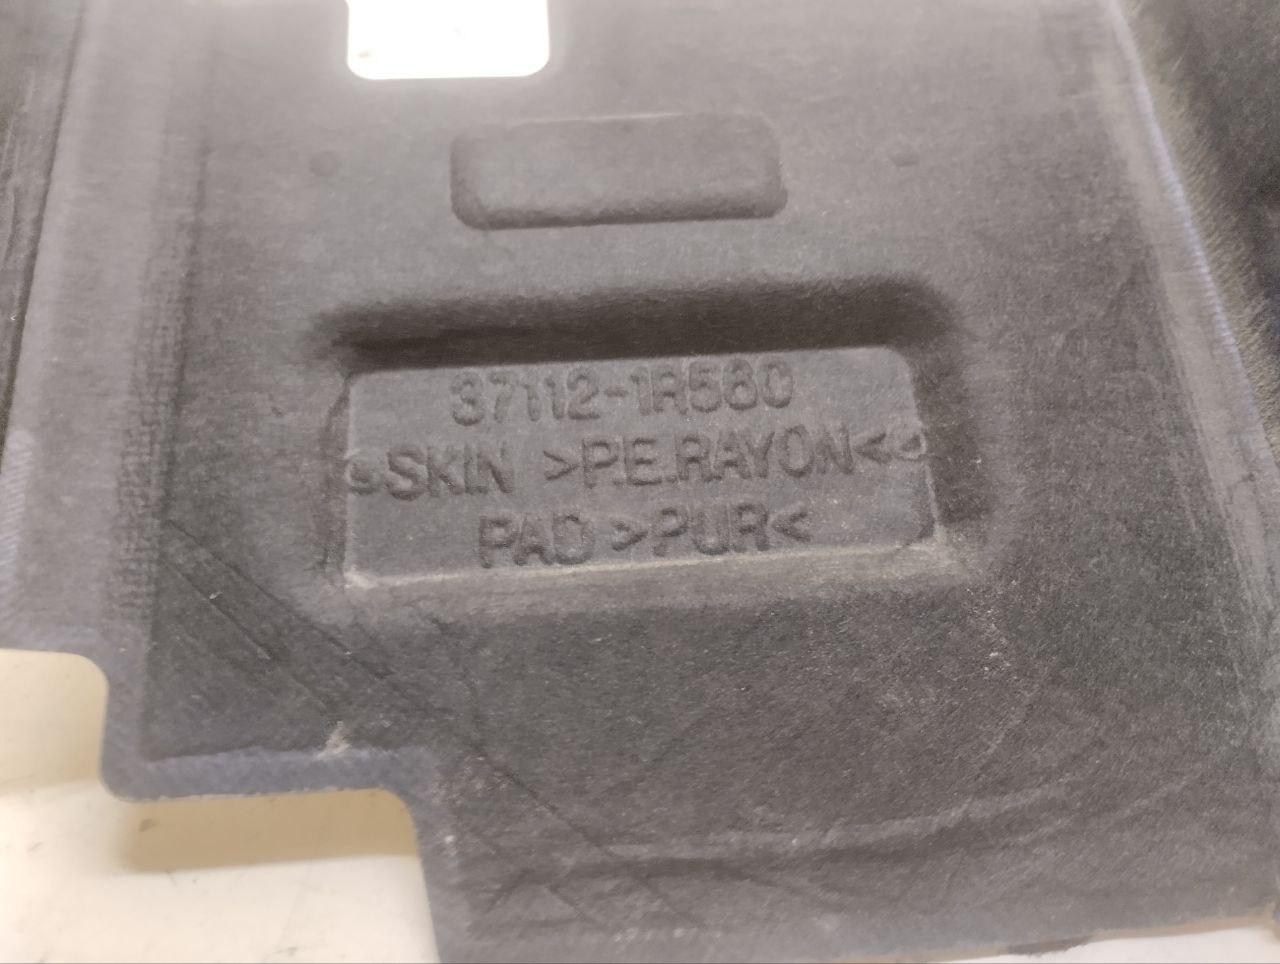 37112-1R580
SKIN >P.E.RAYON<
PAD >PUR<